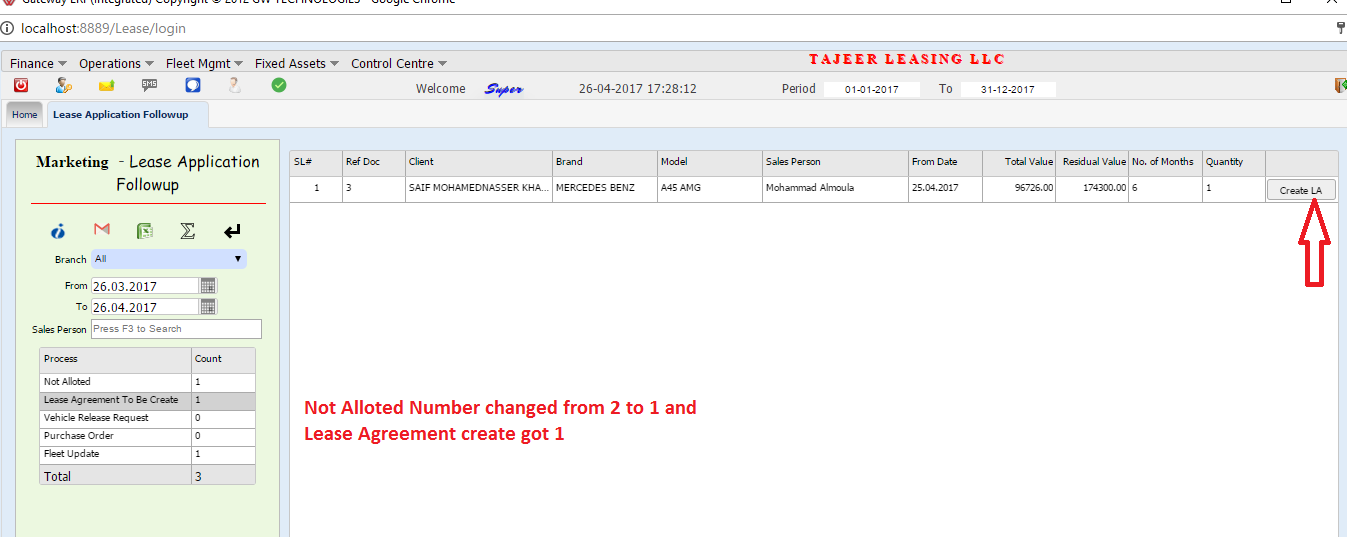 Gateway ERP(Integrated) Copyright © 2012 GW TECHNOLOGIES - Google Chrome
localhost:8889/Lease/login
Finance Operations Fleet Mgmt Fixed Assets Control Centre
TAJEER LEASING LLC
SMS
Welcome Super 26-04-2017 17:28:12 Period 01-01-2017 To 31-12-2017
Home Lease Application Followup
Marketing - Lease Application
Followup
Branch All
From 26.03.2017
To 26.04.2017
Sales Person Press F3 to Search
Process Count
Not Alloted 1
Lease Agreement To Be Create 1
Vehicle Release Request 0
Purchase Order 0
Fleet Update 1
Total 3
SL# Ref Doc Client Brand Model Sales Person From Date Total Value Residual Value No. of Months Quantity
1 3 SAIF MOHAMEDNASSER KHA... MERCEDES BENZ A45 AMG Mohammad Almoula 25.04.2017 96726.00 174300.00 6 1 Create LA
Not Alloted Number changed from 2 to 1 and
Lease Agreement create got 1